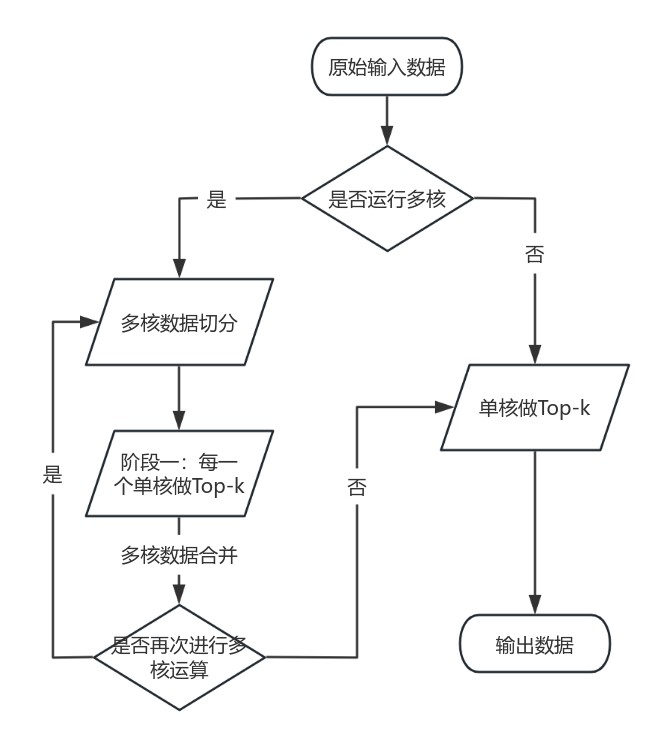 原始输入数据
是否运行多核
是
否
多核数据切分
单核做Top-k
阶段一：每一
个单核做Top-k
是
否
多核数据合并
是否再次进行多
核运算
输出数据